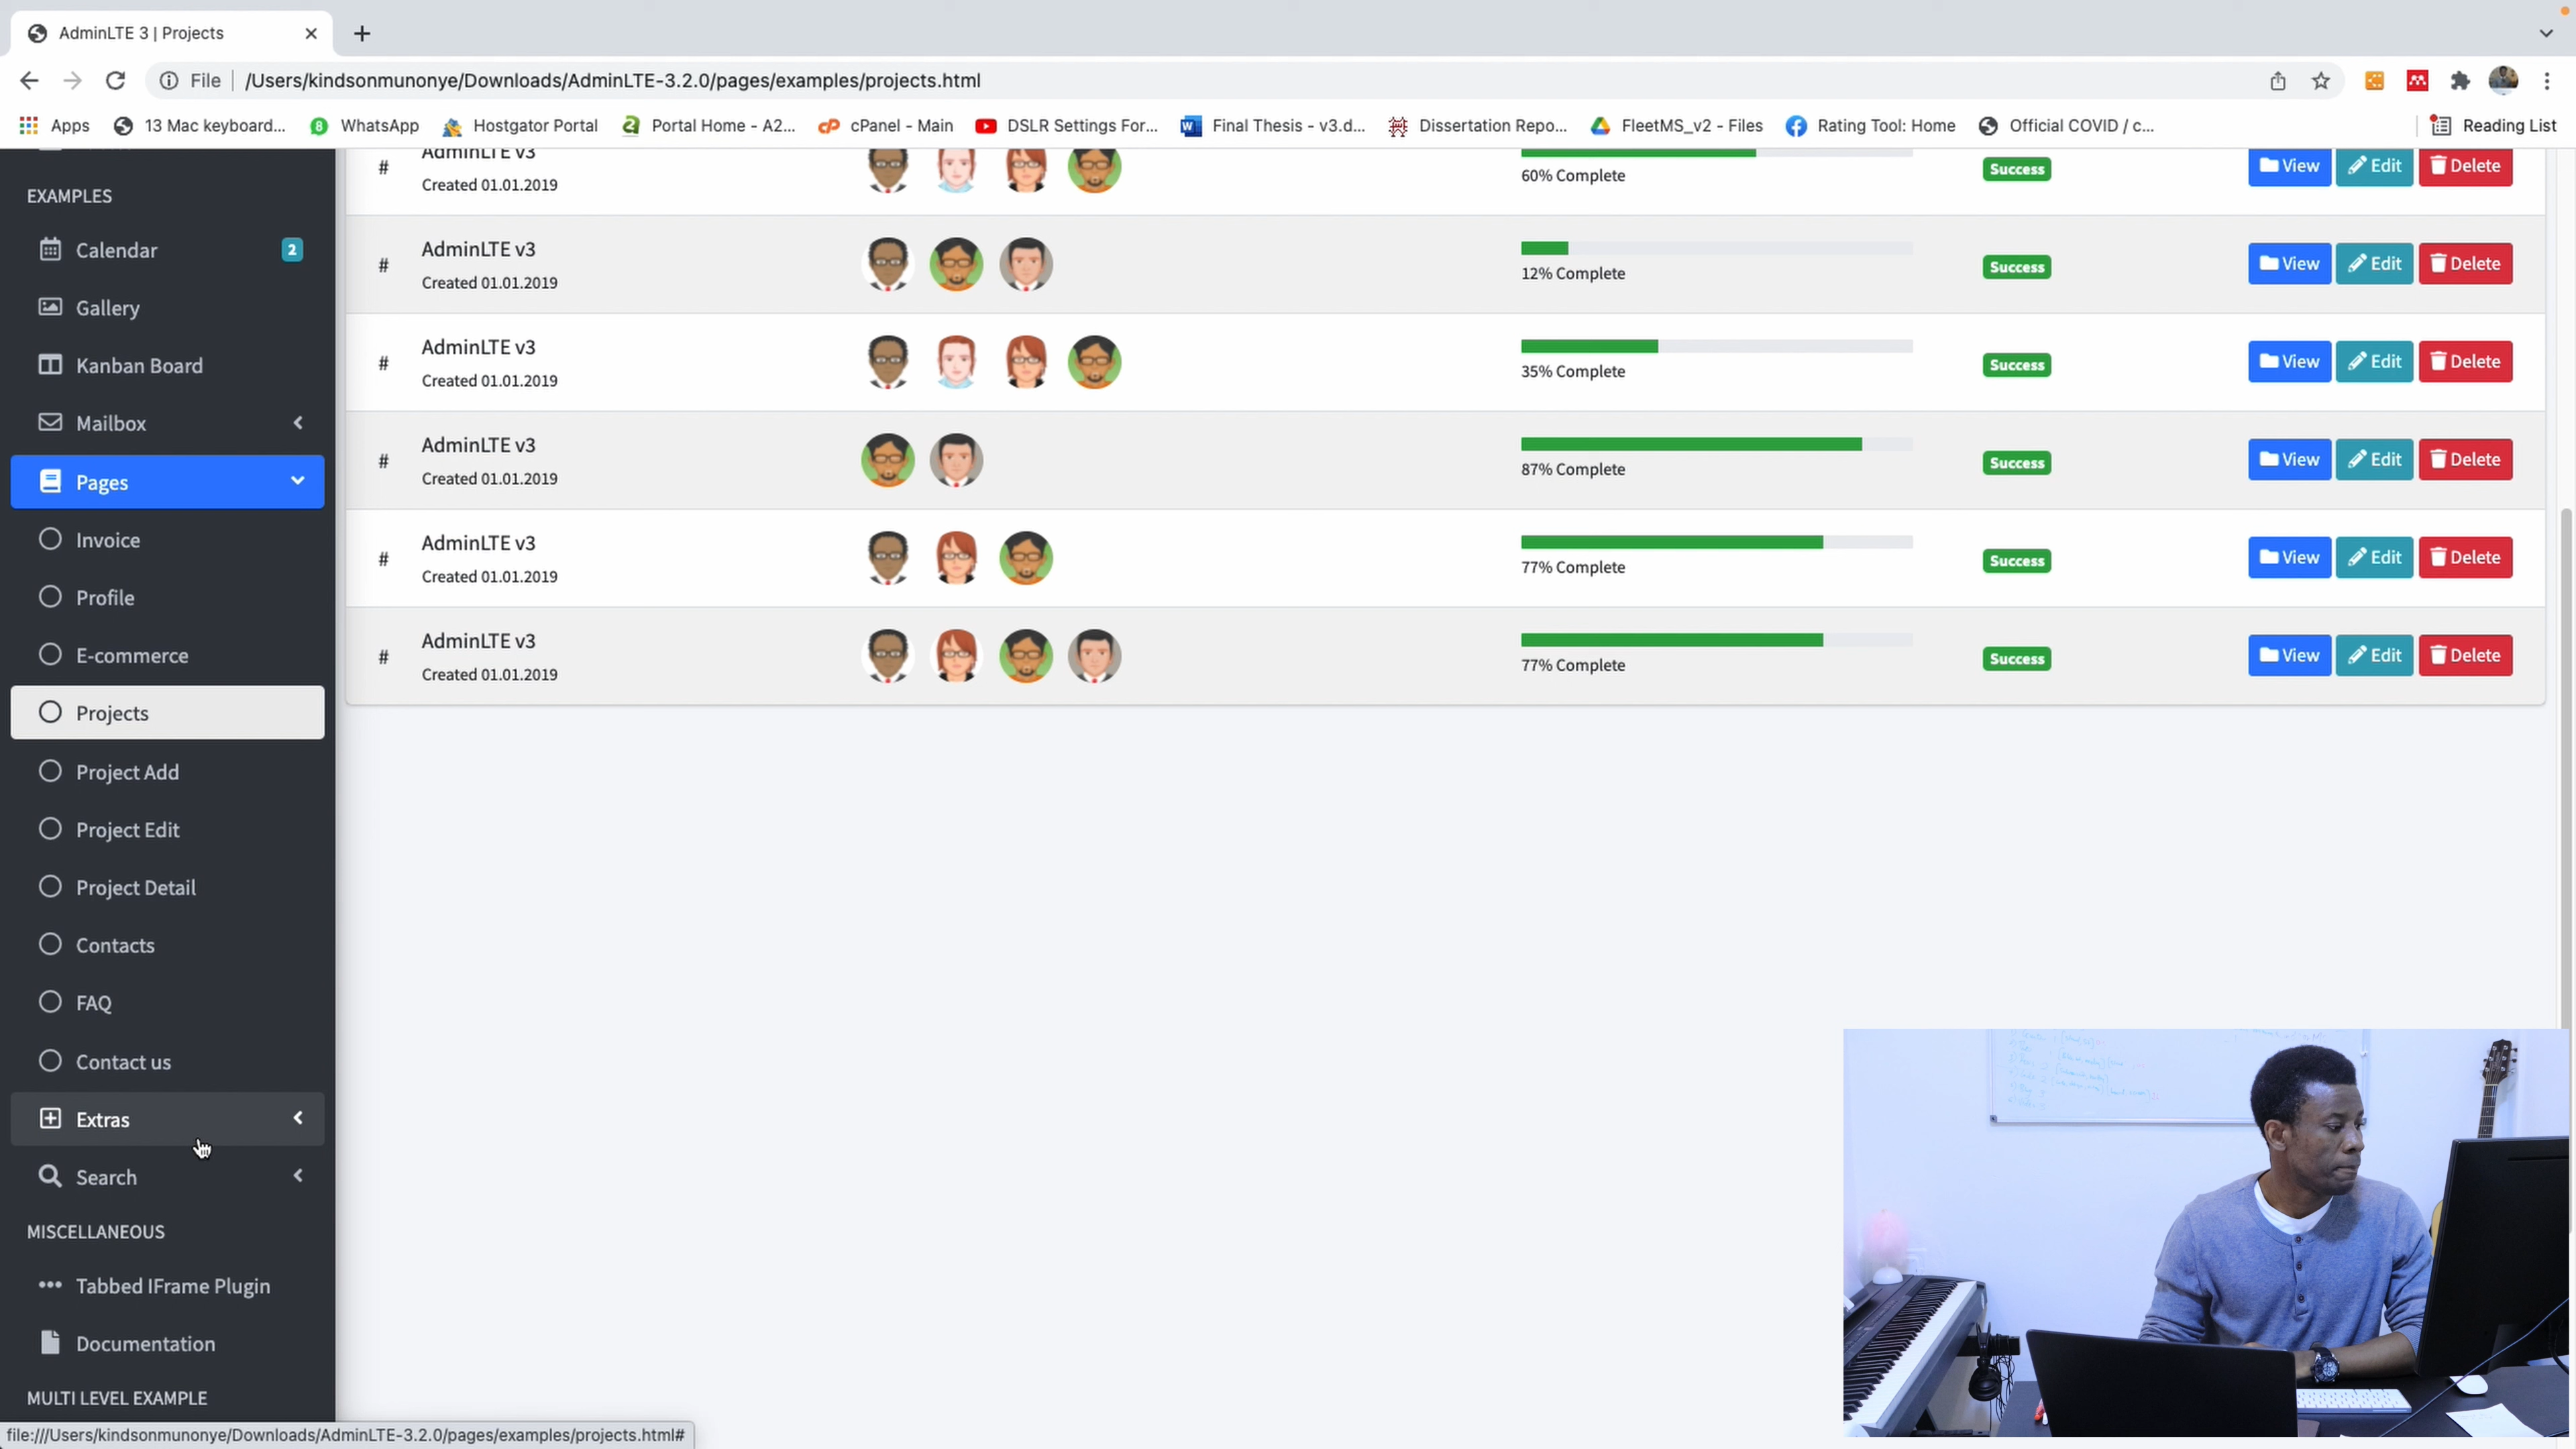 AdminLTE 3 | Projects
File | /Users/kindsonmunonye/Downloads/AdminLTE-3.2.0/pages/examples/projects.html
Apps 13 Mac keyboard... WhatsApp Hostgator Portal Portal Home - A2... cPanel - Main DSLR Settings For... Final Thesis - v3.d... Dissertation Repo... FleetMS_v2 - Files Rating Tool: Home Official COVID / c... Reading List
EXAMPLES
Calendar 2
Gallery
Kanban Board
Mailbox
Pages
Invoice
Profile
E-commerce
Projects
Project Add
Project Edit
Project Detail
Contacts
FAQ
Contact us
Extras
Search
MISCELLANEOUS
Tabbed IFrame Plugin
Documentation
MULTI LEVEL EXAMPLE
# AdminLTE v3
Created 01.01.2019
60% Complete
Success View Edit Delete
# AdminLTE v3
Created 01.01.2019
12% Complete
Success View Edit Delete
# AdminLTE v3
Created 01.01.2019
35% Complete
Success View Edit Delete
# AdminLTE v3
Created 01.01.2019
87% Complete
Success View Edit Delete
# AdminLTE v3
Created 01.01.2019
77% Complete
Success View Edit Delete
# AdminLTE v3
Created 01.01.2019
77% Complete
Success View Edit Delete
file:///Users/kindsonmunonye/Downloads/AdminLTE-3.2.0/pages/examples/projects.html#